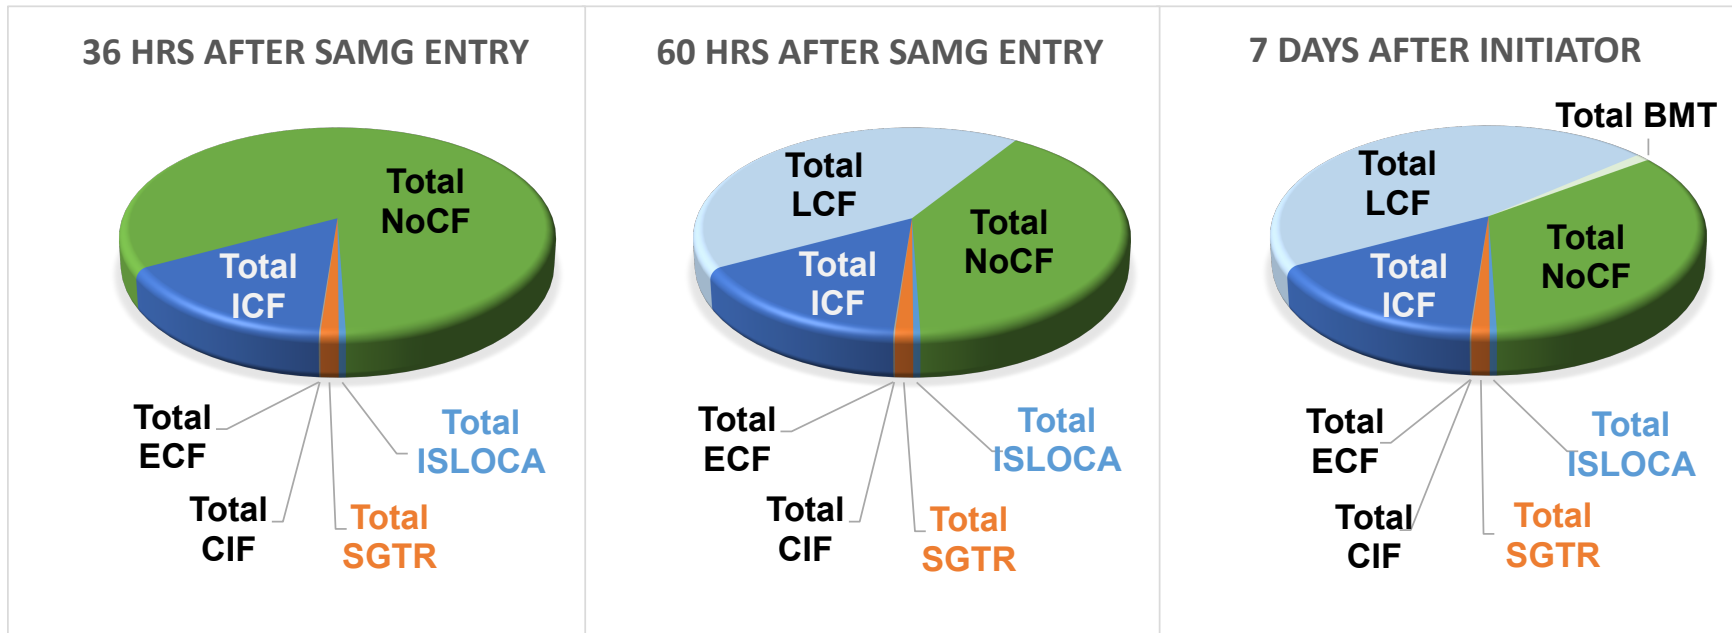 36 HRS AFTER SAMG ENTRY
Total
NoCF
Total
ICF
Total
ECF
Total
CIF
Total
SGTR
Total
ISLOCA
60 HRS AFTER SAMG ENTRY
Total
LCF
Total
NoCF
Total
ICF
Total
ECF
Total
CIF
Total
SGTR
Total
ISLOCA
7 DAYS AFTER INITIATOR
Total BMT
Total
LCF
Total
NoCF
Total
ICF
Total
ECF
Total
CIF
Total
SGTR
Total
ISLOCA